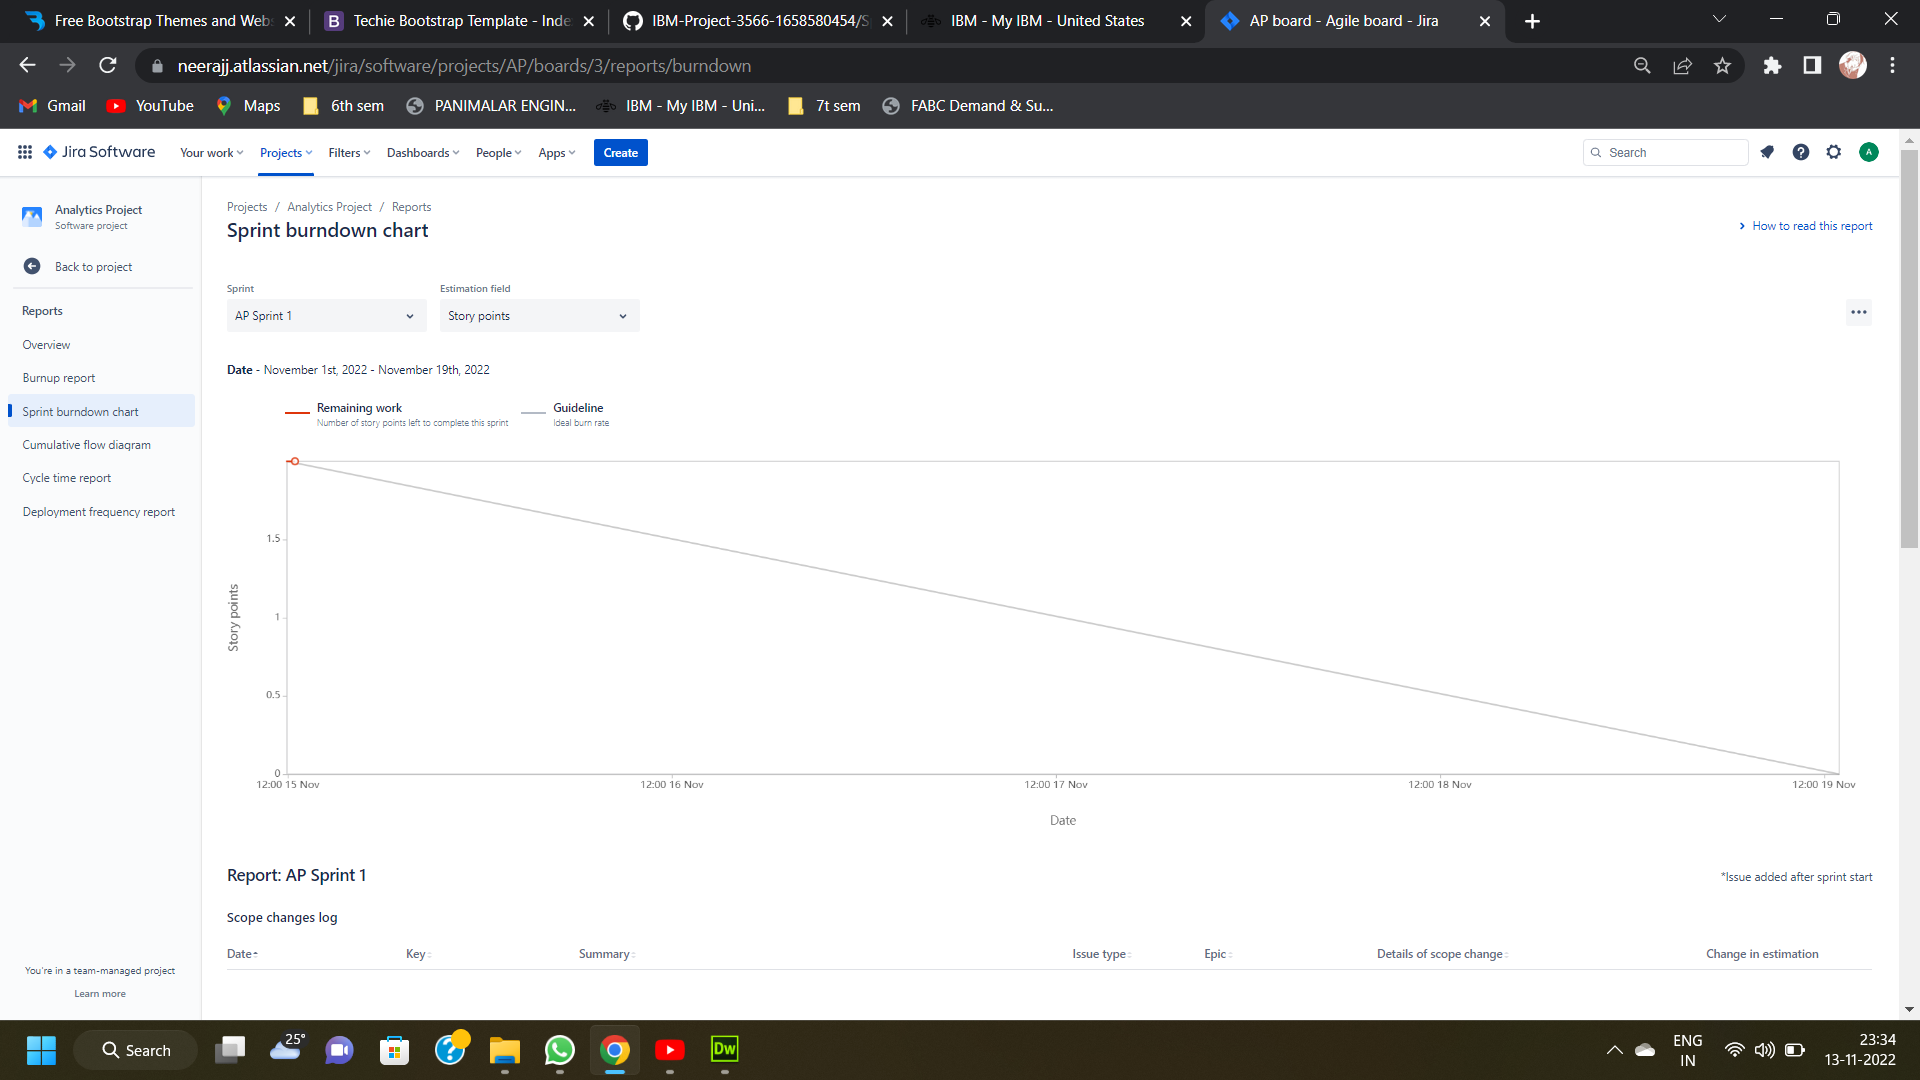 Free Bootstrap Themes and Webs
Techie Bootstrap Template - Inde
IBM-Project-3566-1658580454/S
IBM - My IBM - United States
AP board - Agile board - Jira
neerajj.atlassian.net/jira/software/projects/AP/boards/3/reports/burndown
Gmail YouTube Maps 6th sem PANIMALAR ENGIN... IBM - My IBM - Uni... 7t sem FABC Demand & Su...
Jira Software Your work Projects Filters Dashboards People Apps Create Search A
Analytics Project
Software project
Back to project
Reports
Overview
Burnup report
Sprint burndown chart
Cumulative flow diagram
Cycle time report
Deployment frequency report
You're in a team-managed project
Learn more
Projects / Analytics Project / Reports
Sprint burndown chart
How to read this report
Sprint Estimation field
AP Sprint 1 Story points
Date - November 1st, 2022 - November 19th, 2022
Remaining work Guideline
Number of story points left to complete this sprint Ideal burn rate
1.5
1
0.5
0
Story points
12:00 15 Nov 12:00 16 Nov 12:00 17 Nov 12:00 18 Nov 12:00 19 Nov
Date
Report: AP Sprint 1
*Issue added after sprint start
Scope changes log
Date Key Summary Issue type Epic Details of scope change Change in estimation
Search 25° Dw
ENG
IN
23:34
13-11-2022